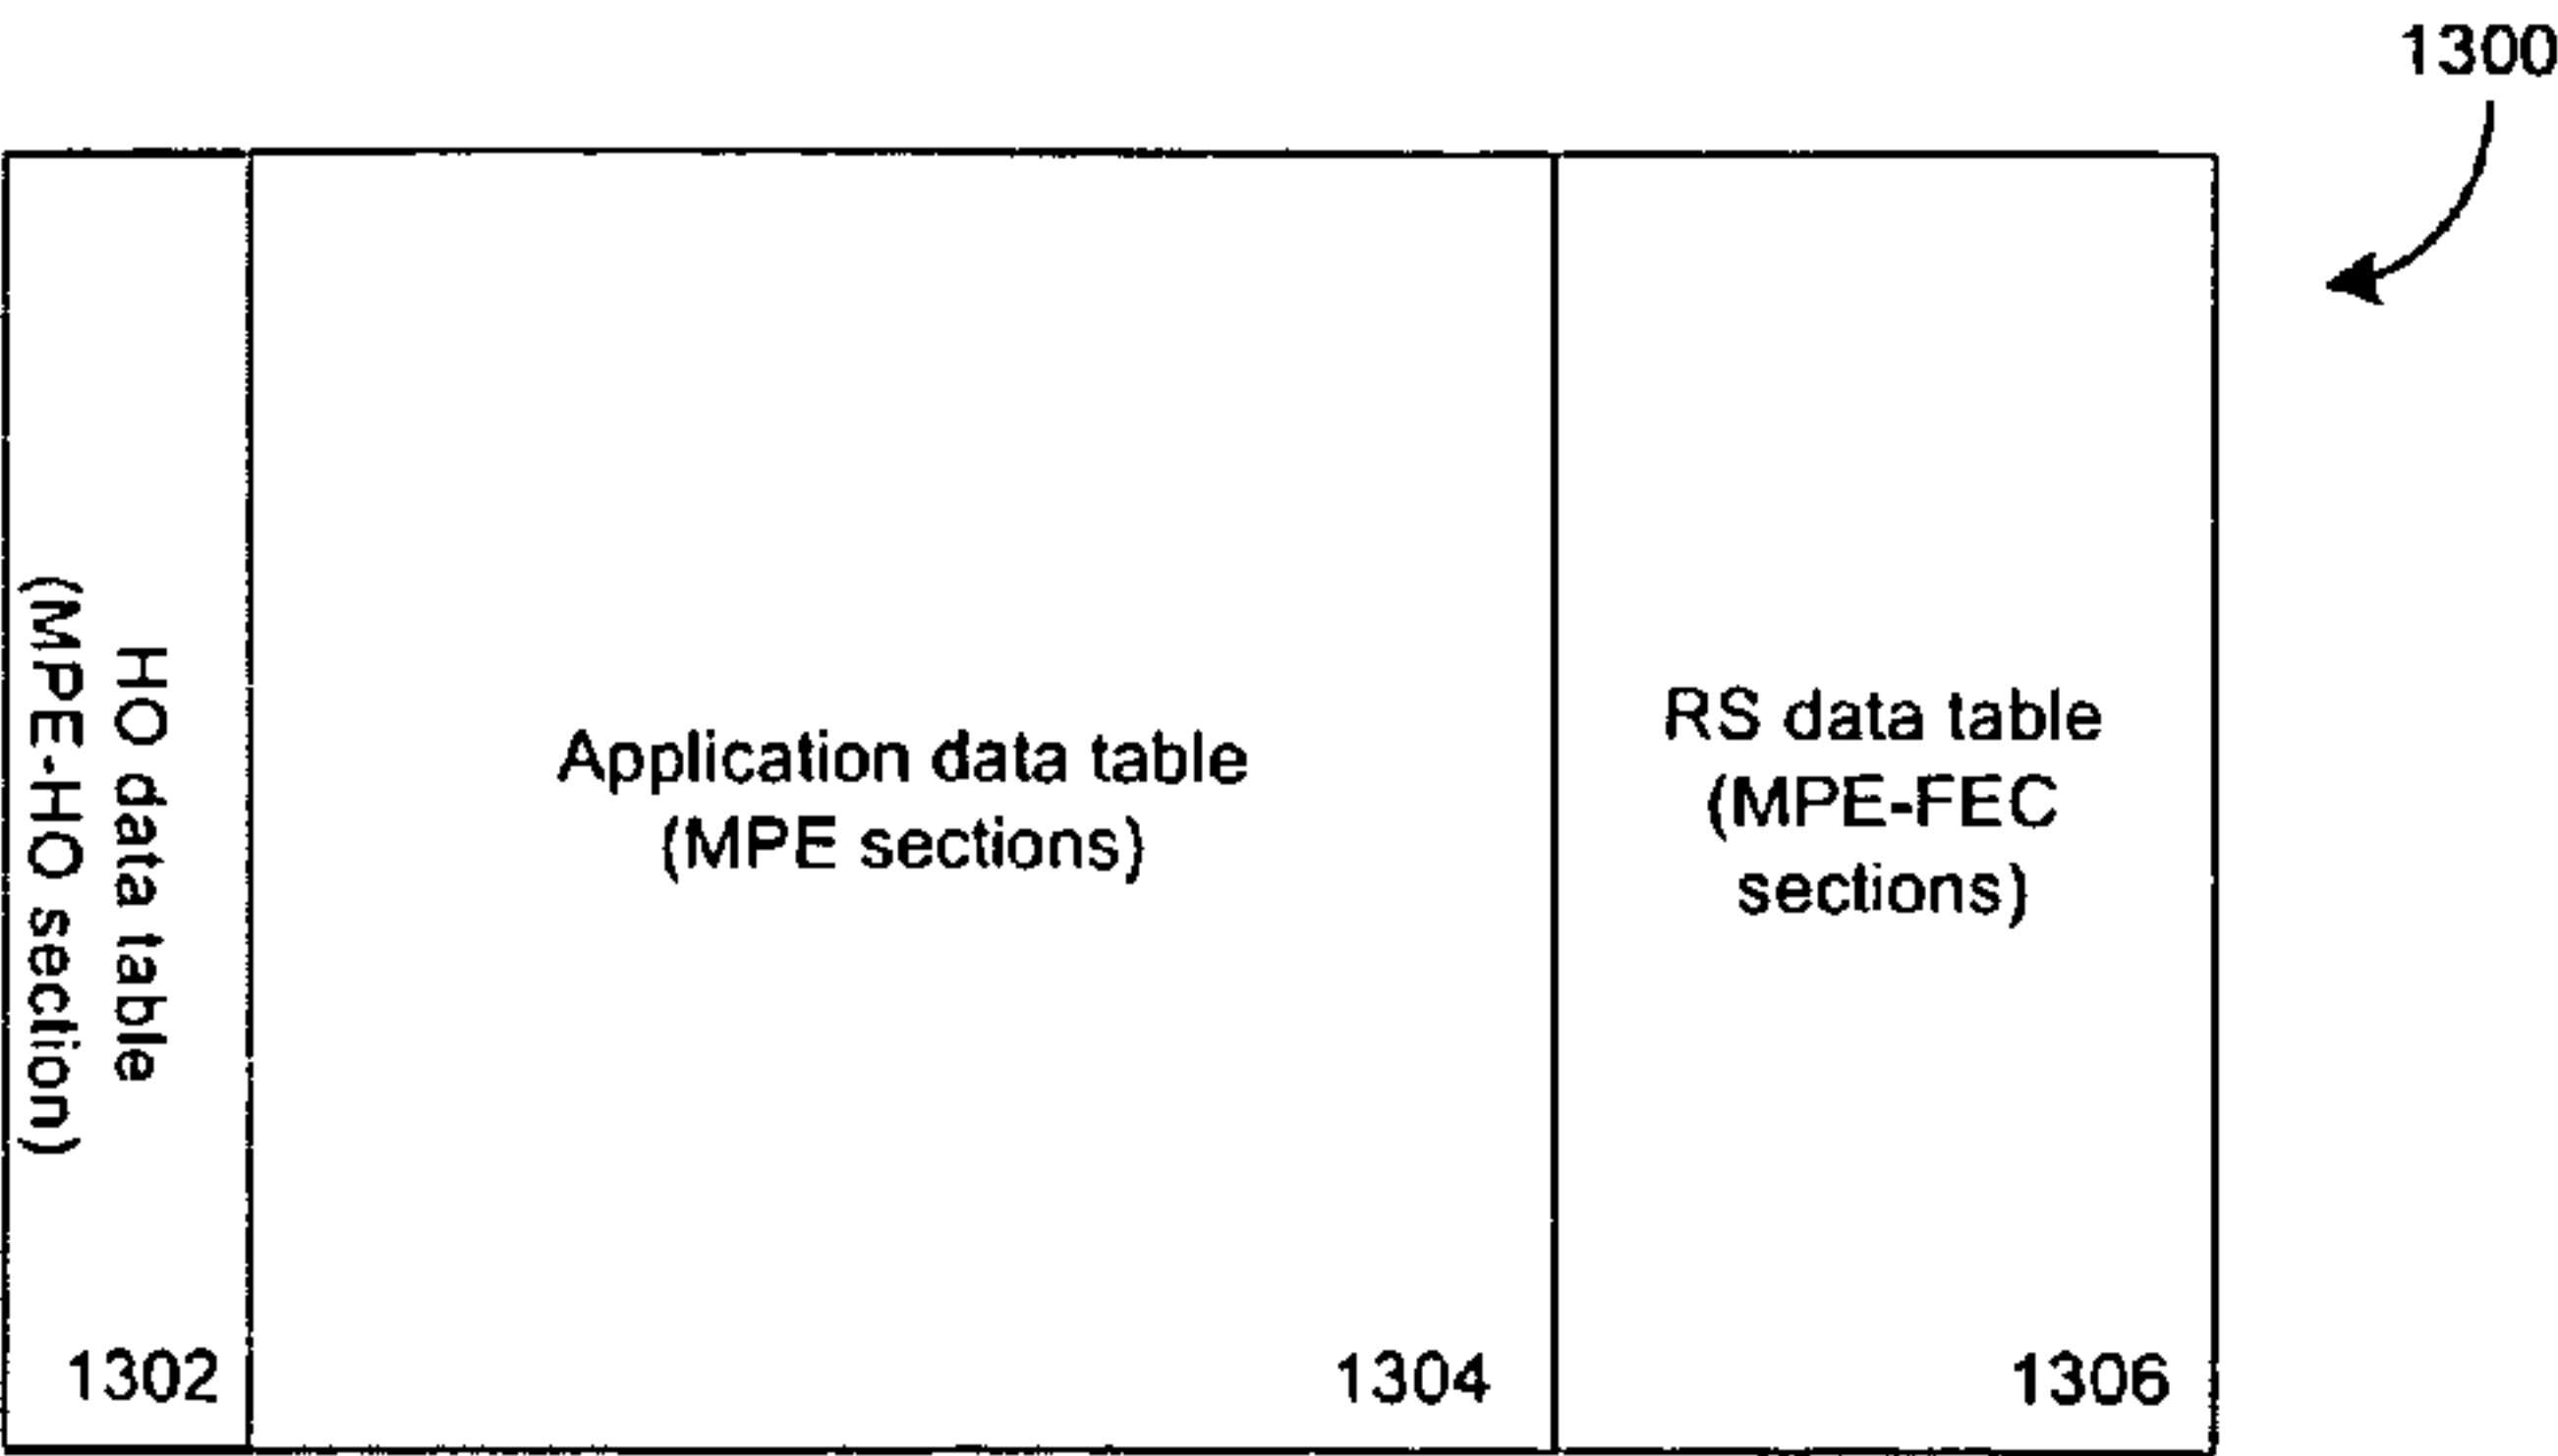 1300
HO data table
(MPE-HO section)
1302
Application data table
(MPE sections)
1304
RS data table
(MPE-FEC
sections)
1306